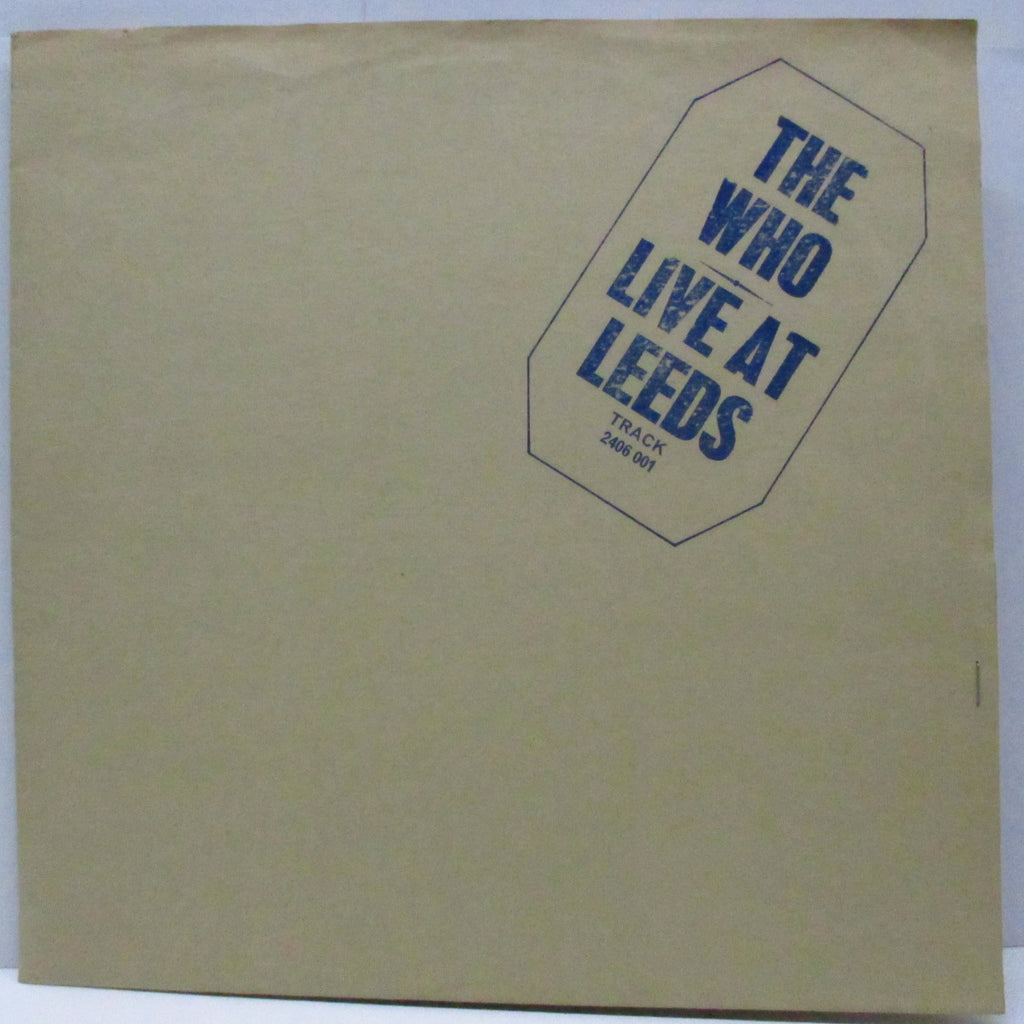 THE
WHO
LIVE AT
LEEDS
TRACK
2406 001